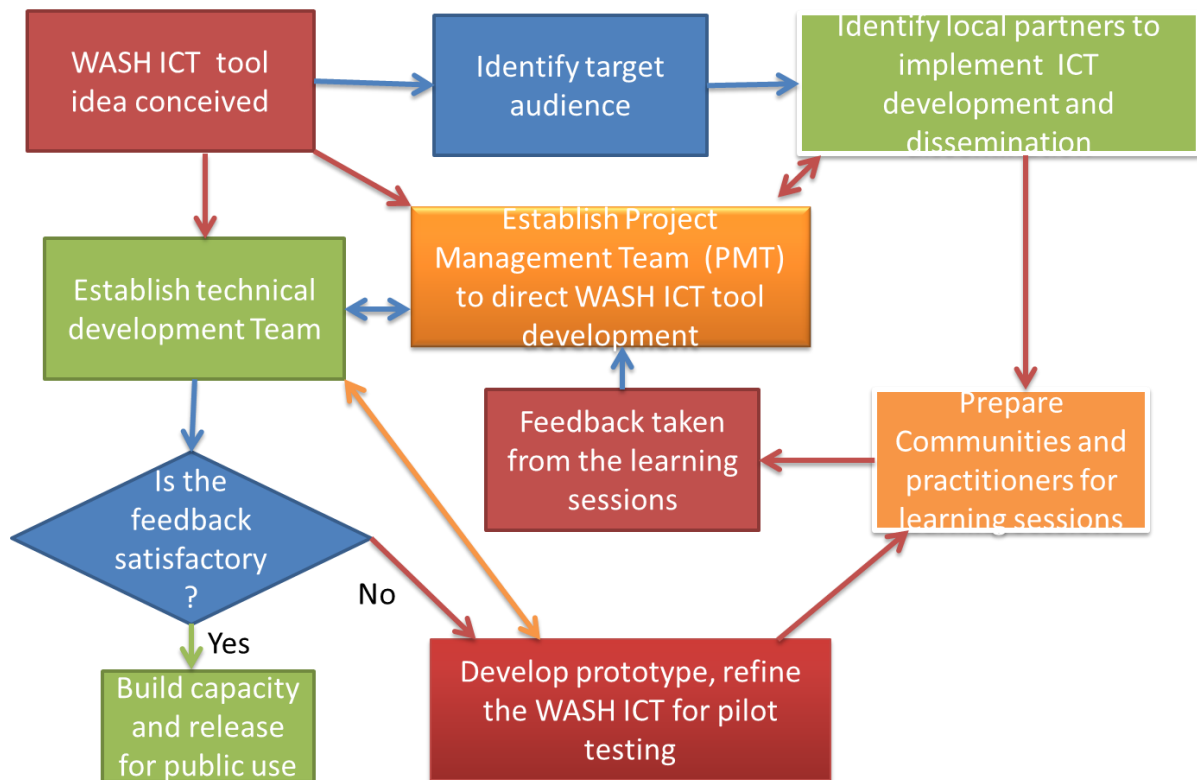 WASH ICT tool
idea conceived
Identify target
audience
Identify local partners to
implement ICT
development and
dissemination
Establish Project
Management Team (PMT)
to direct WASH ICT tool
development
Establish technical
development Team
Feedback taken
from the learning
sessions
Prepare
Communities and
practitioners for
learning sessions
Is the
feedback
satisfactory
?
No
Yes
Develop prototype, refine
the WASH ICT for pilot
testing
Build capacity
and release
for public use